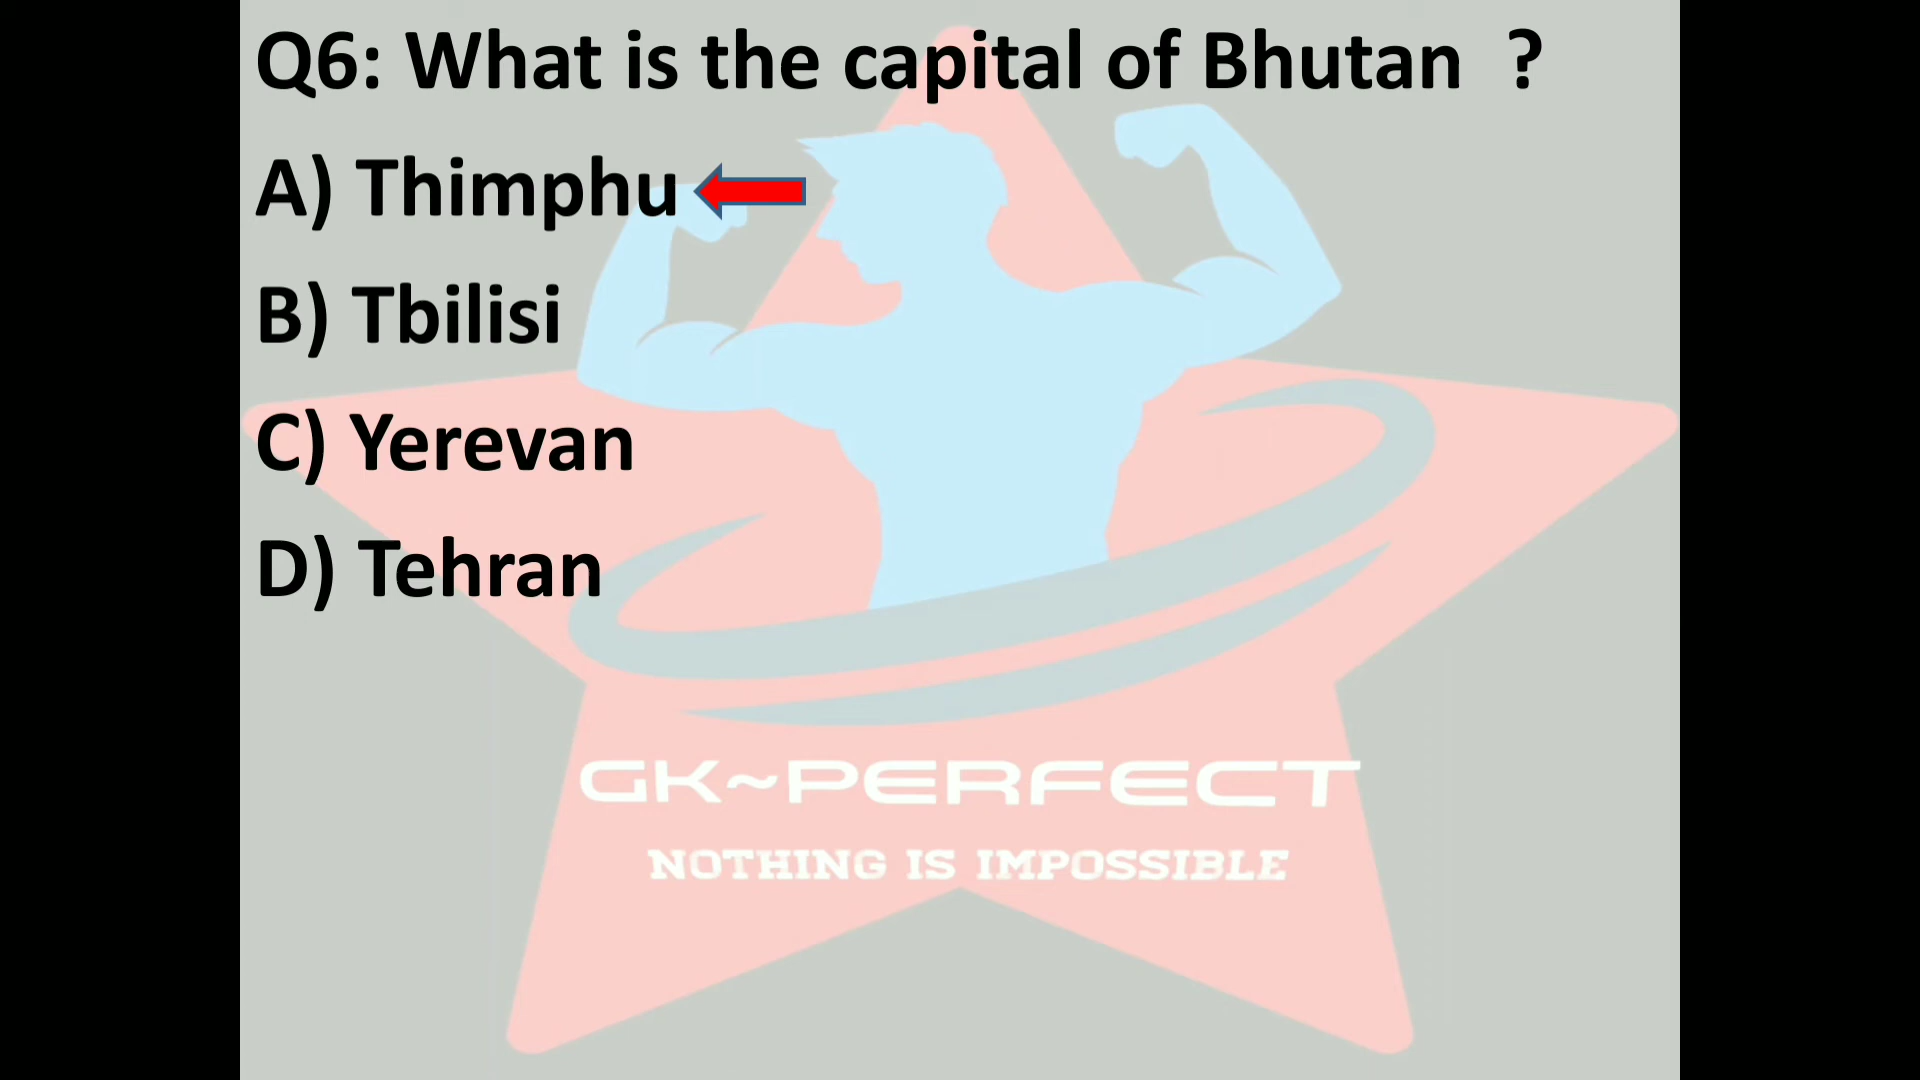 Q6: What is the capital of Bhutan ?
A) Thimphu
B) Tbilisi
C) Yerevan
D) Tehran
GK~PERFECT
NOTHING IS IMPOSSIBLE